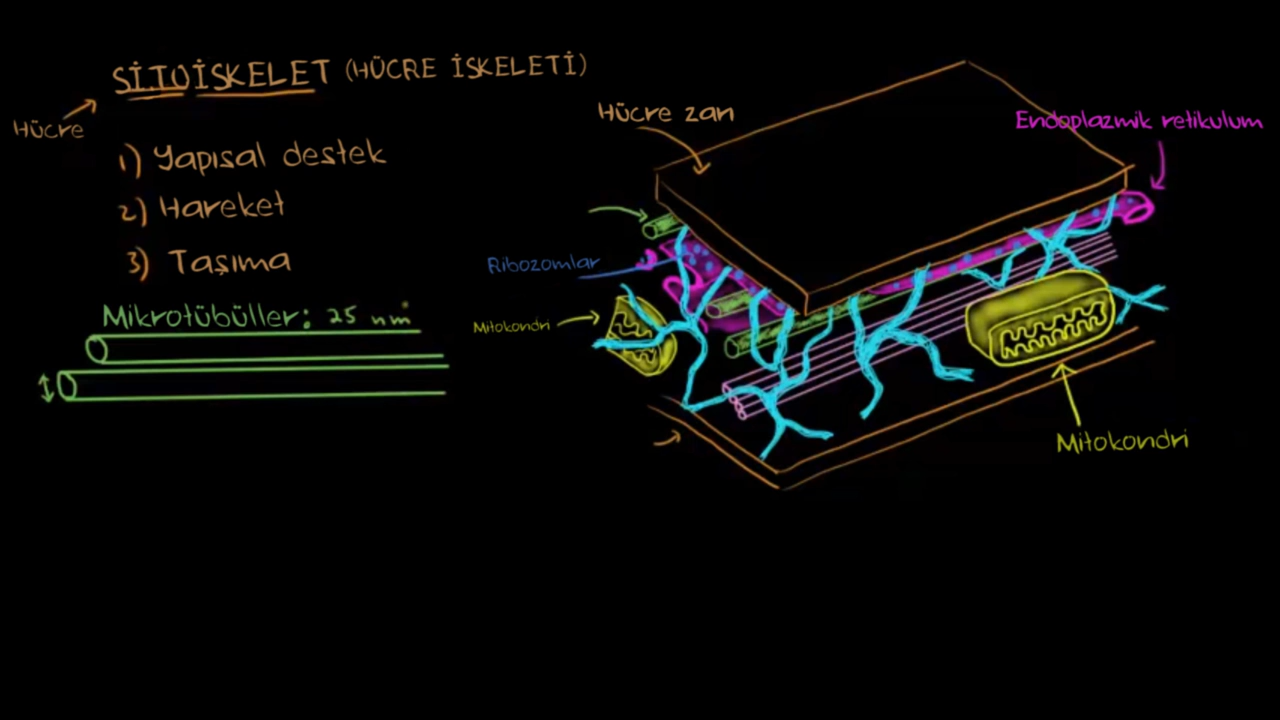 SİTOİSKELET (HÜCRE İSKELETİ)
Hücre
1) Yapısal destek
2) Hareket
3) Taşıma
Mikrotübüller: 25 nm
Hücre zarı
Endoplazmik retikulum
Ribozomlar
Mitokondri
Mitokondri